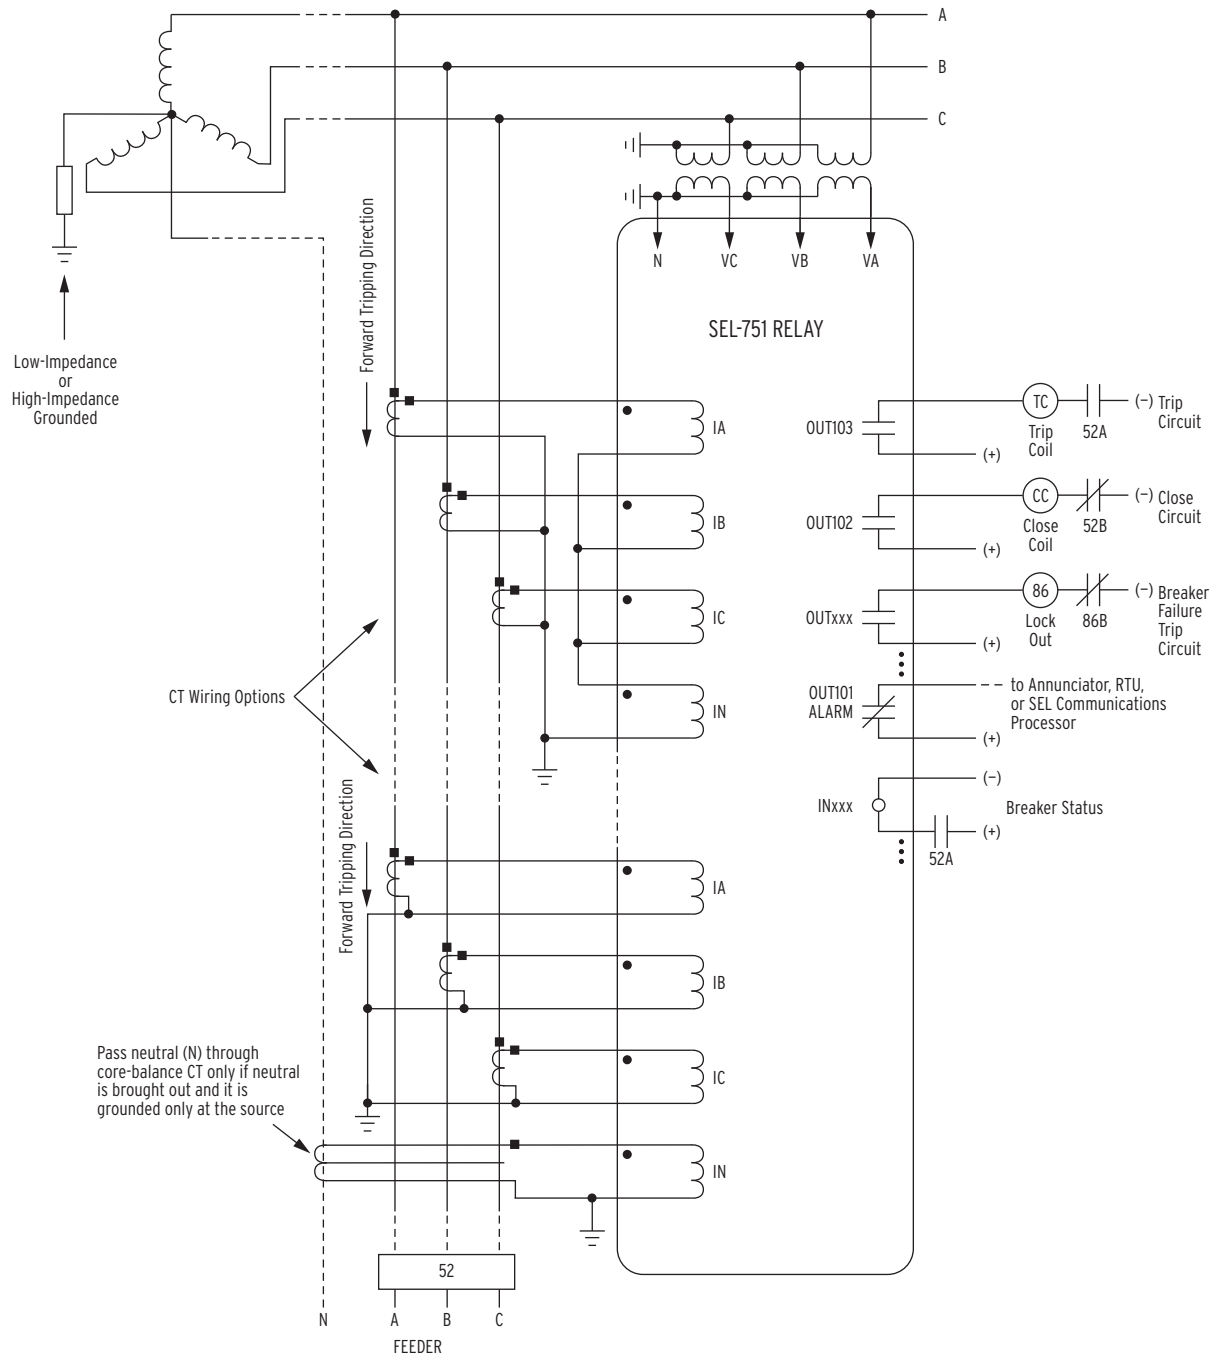 A
B
C
N
VC
VB
VA
SEL-751 RELAY
Forward Tripping Direction
Low-Impedance
or
High-Impedance
Grounded
IA
OUT103
TC
Trip
Coil
52A
(–) Trip
Circuit
(+)
IB
OUT102
CC
Close
Coil
52B
(–) Close
Circuit
(+)
IC
OUTxxx
86
Lock
Out
86B
(–) Breaker
Failure
Trip
Circuit
(+)
CT Wiring Options
IN
OUT101
ALARM
to Annunciator, RTU,
or SEL Communications
Processor
(+)
(–)
INxxx
Breaker Status
(+)
52A
Forward Tripping Direction
IA
IB
IC
Pass neutral (N) through
core-balance CT only if neutral
is brought out and it is
grounded only at the source
IN
52
N
A
B
C
FEEDER